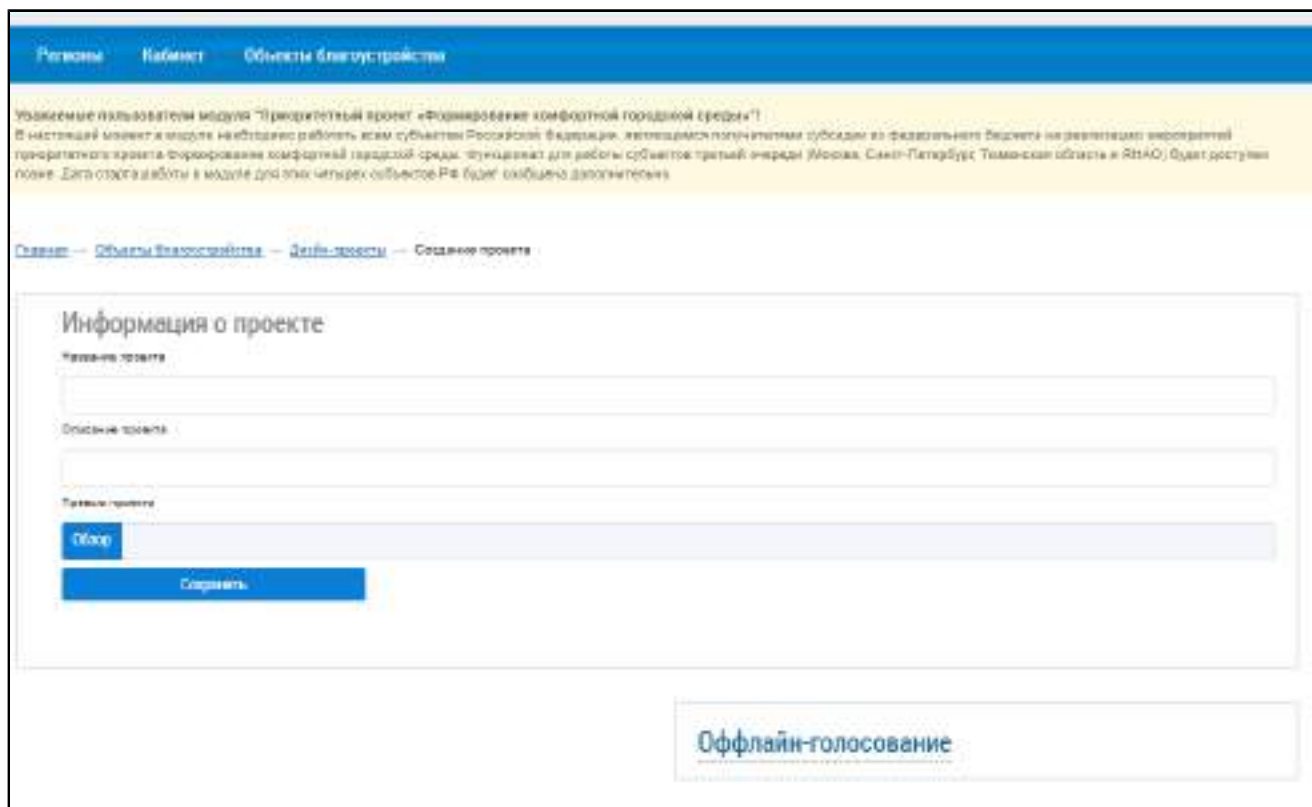 Регионы Кабинет Объекты благоустройства
Уважаемые пользователи модуля "Приоритетный проект «Формирование комфортной городской среды»"!
В настоящий момент в модуле необходимо работать всем субъектам Российской Федерации, являющимся получателями субсидии из федерального бюджета на реализацию мероприятий
приоритетного проекта Формирование комфортной городской среды. Функционал для работы субъектов третьей очереди (Москва, Санкт-Петербург, Тюменская область и ЯНАО) будет доступен
позже. Дата старта работы в модуле для этих четырех субъектов РФ будет сообщена дополнительно.
Главная — Объекты благоустройства — Дизайн-проекты — Создание проекта
Информация о проекте
Название проекта
Описание проекта
Превью проекта
Обзор
Сохранить
Оффлайн-голосование